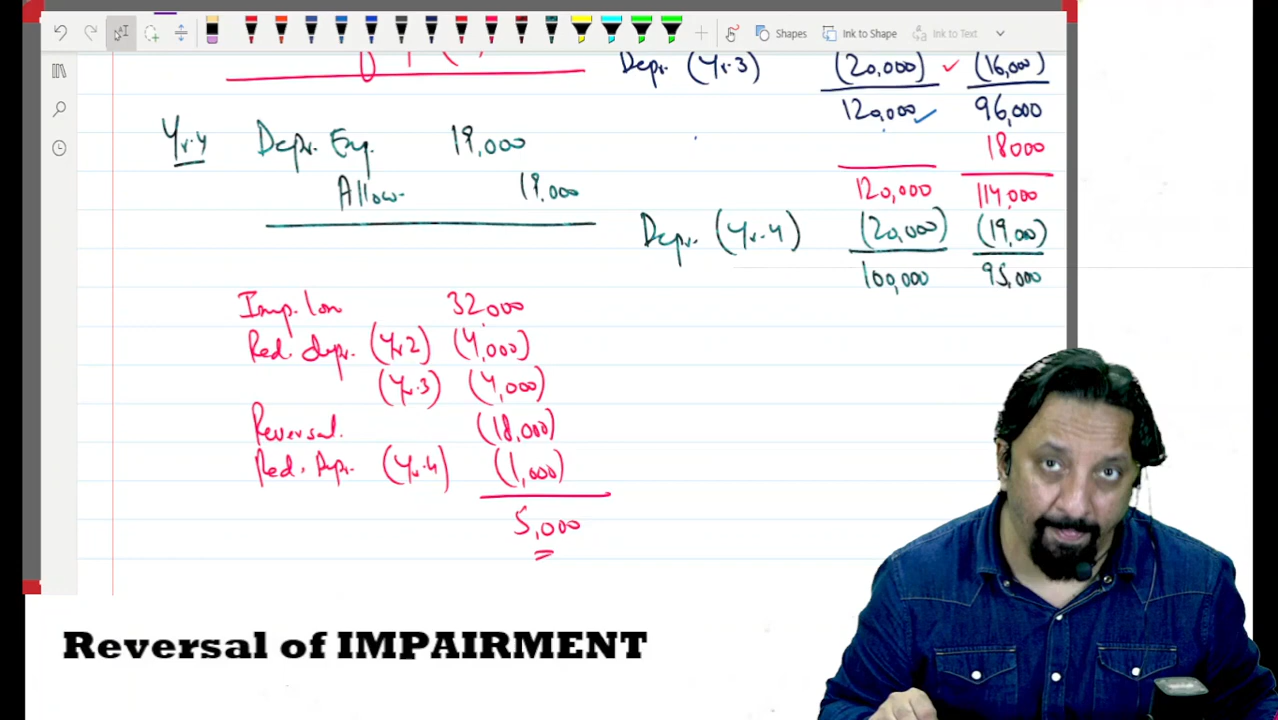 Shapes Ink to Shape Ink to Text
Depr. (Yr.3) (20,000) (16,000)
120,000 96,000
Yr.4 Depr. Exp. 19,000
18000
Allow. 19,000
120,000 114,000
Depr. (Yr.4) (20,000) (19,000)
100,000 95,000
Imp. loss 32,000
Red. depr. (Yr2) (4,000)
(Yr.3) (4,000)
Reversal. (18,000)
Red. Depr. (Yr.4) (1,000)
5,000
Reversal of IMPAIRMENT